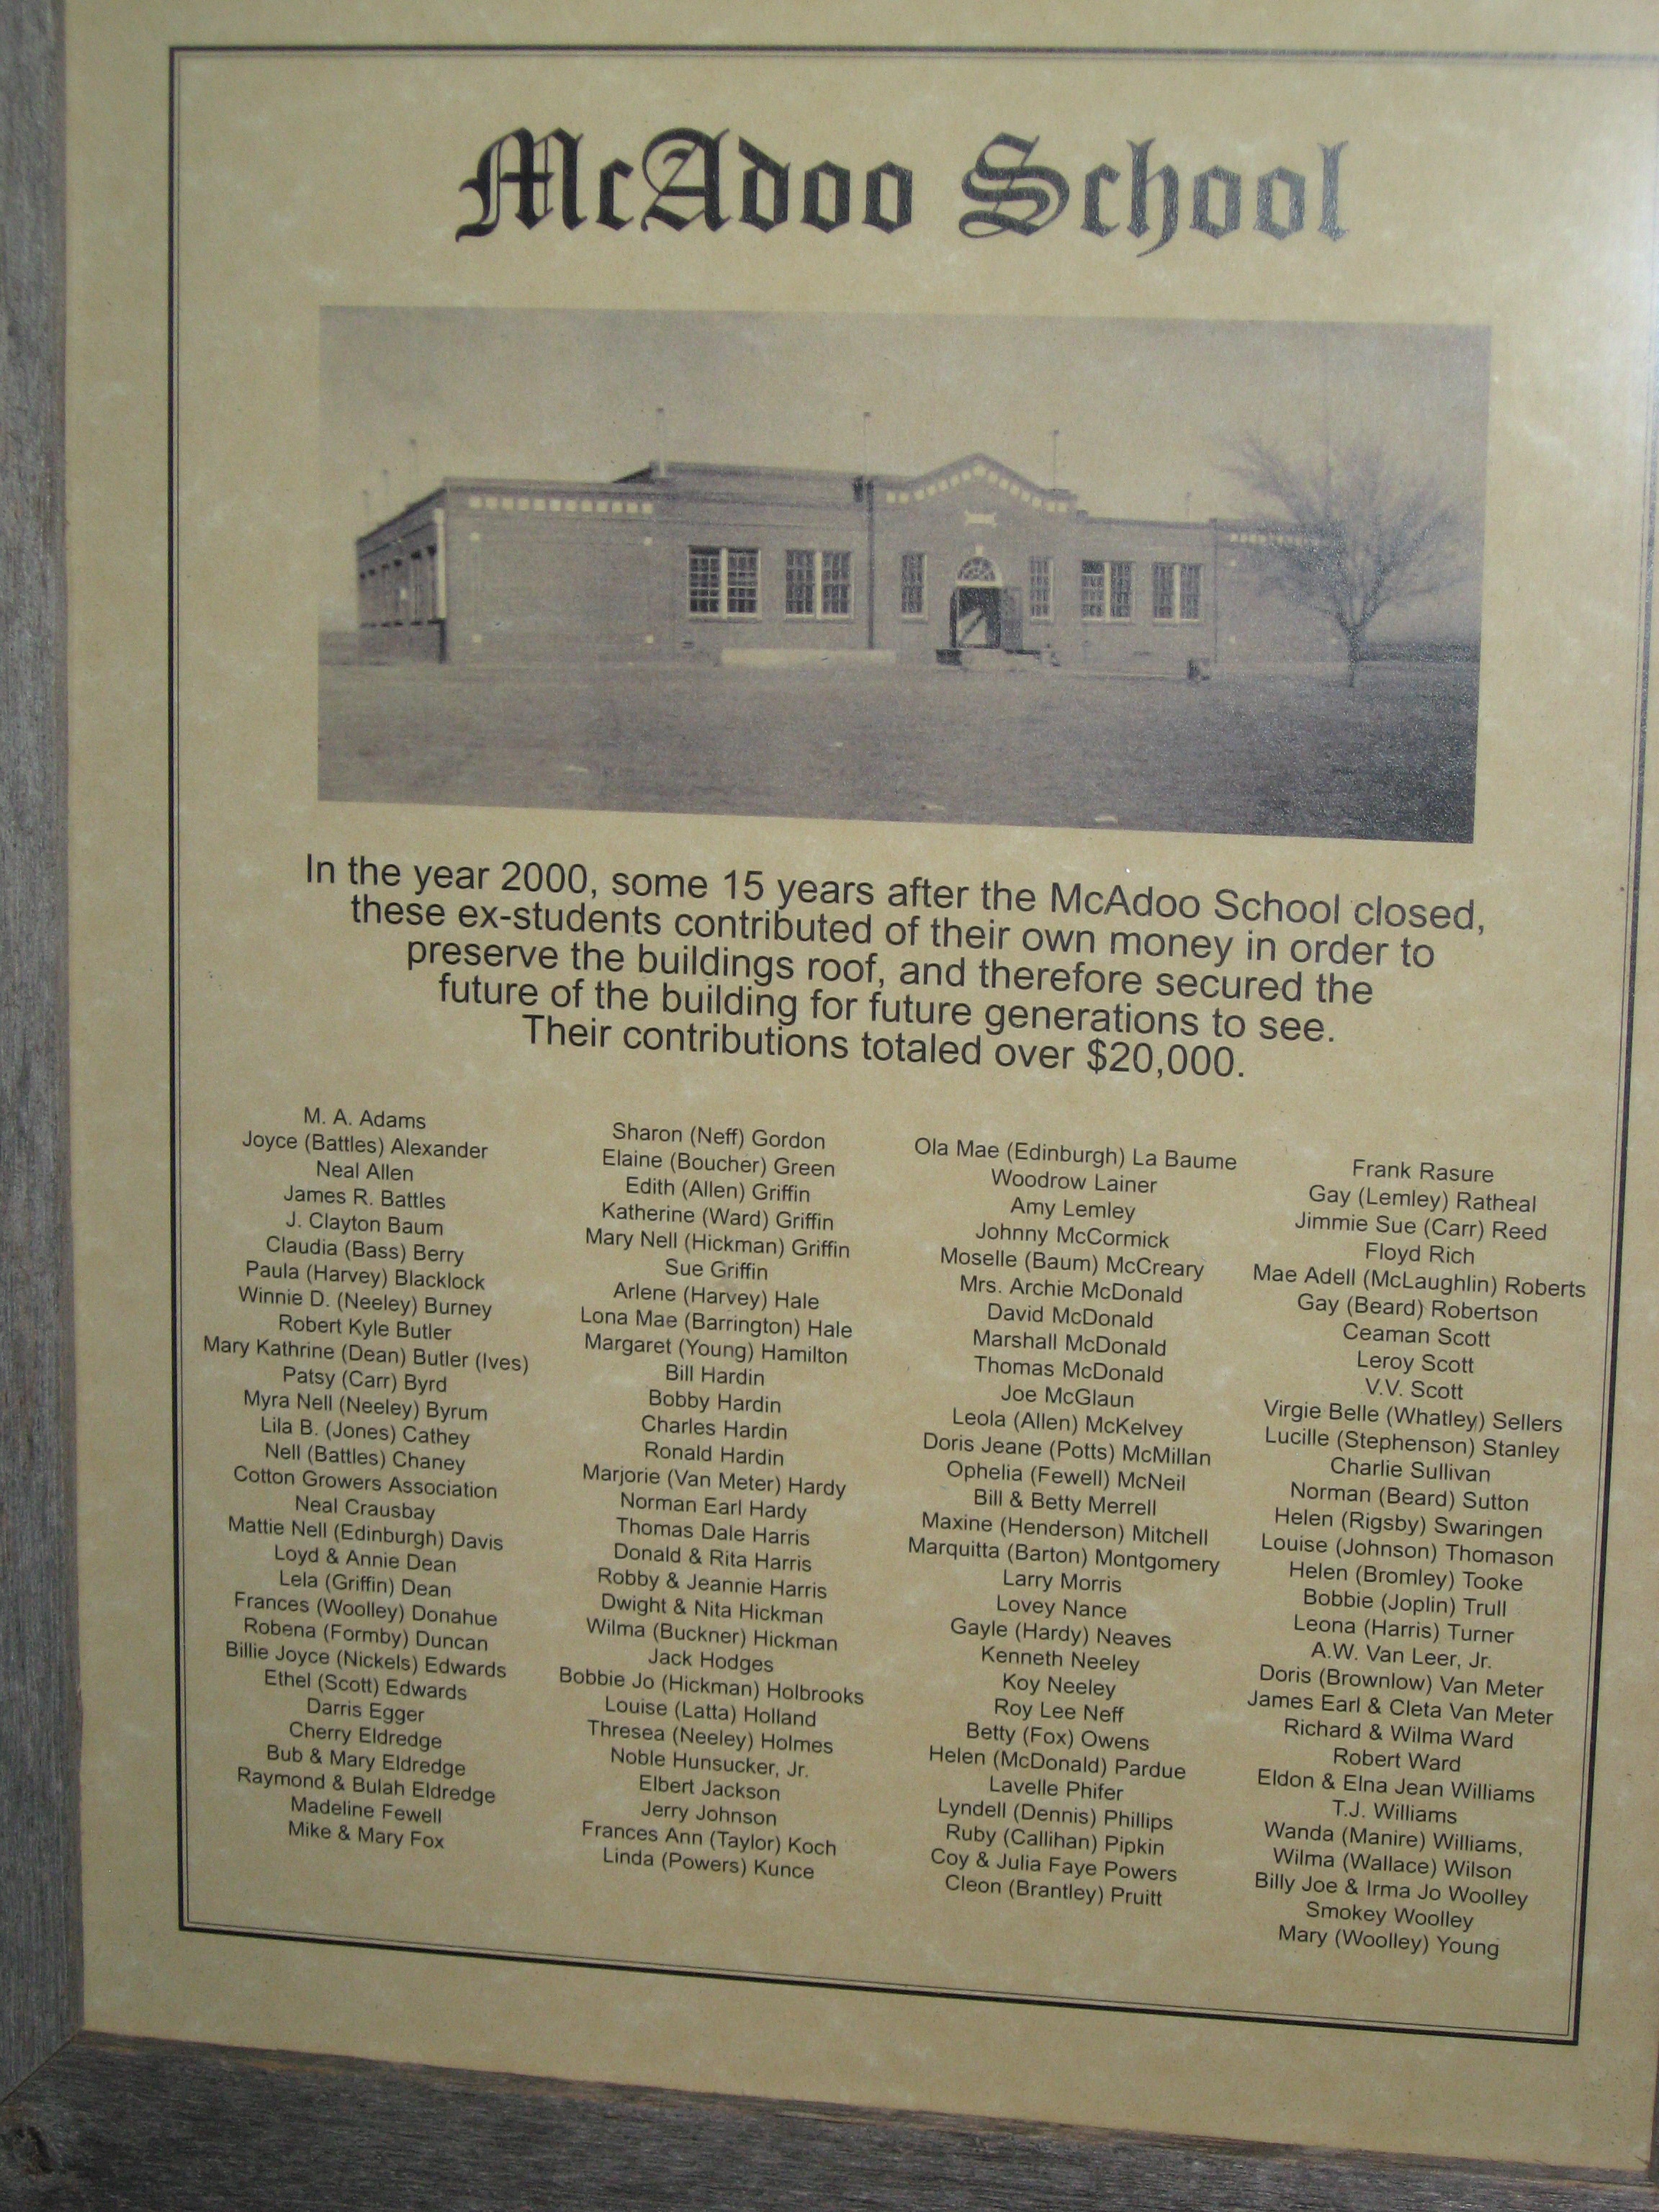 McAdoo School
In the year 2000, some 15 years after the McAdoo School closed,
these ex-students contributed of their own money in order to
preserve the buildings roof, and therefore secured the
future of the building for future generations to see.
Their contributions totaled over $20,000.
M. A. Adams
Joyce (Battles) Alexander
Neal Allen
James R. Battles
J. Clayton Baum
Claudia (Bass) Berry
Paula (Harvey) Blacklock
Winnie D. (Neeley) Burney
Robert Kyle Butler
Mary Kathrine (Dean) Butler (Ives)
Patsy (Carr) Byrd
Myra Nell (Neeley) Byrum
Lila B. (Jones) Cathey
Nell (Battles) Chaney
Cotton Growers Association
Neal Crausbay
Mattie Nell (Edinburgh) Davis
Loyd & Annie Dean
Lela (Griffin) Dean
Frances (Woolley) Donahue
Robena (Formby) Duncan
Billie Joyce (Nickels) Edwards
Ethel (Scott) Edwards
Darris Egger
Cherry Eldredge
Bub & Mary Eldredge
Raymond & Bulah Eldredge
Madeline Fewell
Mike & Mary Fox
Sharon (Neff) Gordon
Elaine (Boucher) Green
Edith (Allen) Griffin
Katherine (Ward) Griffin
Mary Nell (Hickman) Griffin
Sue Griffin
Arlene (Harvey) Hale
Lona Mae (Barrington) Hale
Margaret (Young) Hamilton
Bill Hardin
Bobby Hardin
Charles Hardin
Ronald Hardin
Marjorie (Van Meter) Hardy
Norman Earl Hardy
Thomas Dale Harris
Donald & Rita Harris
Robby & Jeannie Harris
Dwight & Nita Hickman
Wilma (Buckner) Hickman
Jack Hodges
Bobbie Jo (Hickman) Holbrooks
Louise (Latta) Holland
Thresea (Neeley) Holmes
Noble Hunsucker, Jr.
Elbert Jackson
Jerry Johnson
Frances Ann (Taylor) Koch
Linda (Powers) Kunce
Ola Mae (Edinburgh) La Baume
Woodrow Lainer
Amy Lemley
Johnny McCormick
Moselle (Baum) McCreary
Mrs. Archie McDonald
David McDonald
Marshall McDonald
Thomas McDonald
Joe McGlaun
Leola (Allen) McKelvey
Doris Jeane (Potts) McMillan
Ophelia (Fewell) McNeil
Bill & Betty Merrell
Maxine (Henderson) Mitchell
Marquitta (Barton) Montgomery
Larry Morris
Lovey Nance
Gayle (Hardy) Neaves
Kenneth Neeley
Koy Neeley
Roy Lee Neff
Betty (Fox) Owens
Helen (McDonald) Pardue
Lavelle Phifer
Lyndell (Dennis) Phillips
Ruby (Callihan) Pipkin
Coy & Julia Faye Powers
Cleon (Brantley) Pruitt
Frank Rasure
Gay (Lemley) Ratheal
Jimmie Sue (Carr) Reed
Floyd Rich
Mae Adell (McLaughlin) Roberts
Gay (Beard) Robertson
Ceaman Scott
Leroy Scott
V.V. Scott
Virgie Belle (Whatley) Sellers
Lucille (Stephenson) Stanley
Charlie Sullivan
Norman (Beard) Sutton
Helen (Rigsby) Swaringen
Louise (Johnson) Thomason
Helen (Bromley) Tooke
Bobbie (Joplin) Trull
Leona (Harris) Turner
A.W. Van Leer, Jr.
Doris (Brownlow) Van Meter
James Earl & Cleta Van Meter
Richard & Wilma Ward
Robert Ward
Eldon & Elna Jean Williams
T.J. Williams
Wanda (Manire) Williams,
Wilma (Wallace) Wilson
Billy Joe & Irma Jo Woolley
Smokey Woolley
Mary (Woolley) Young